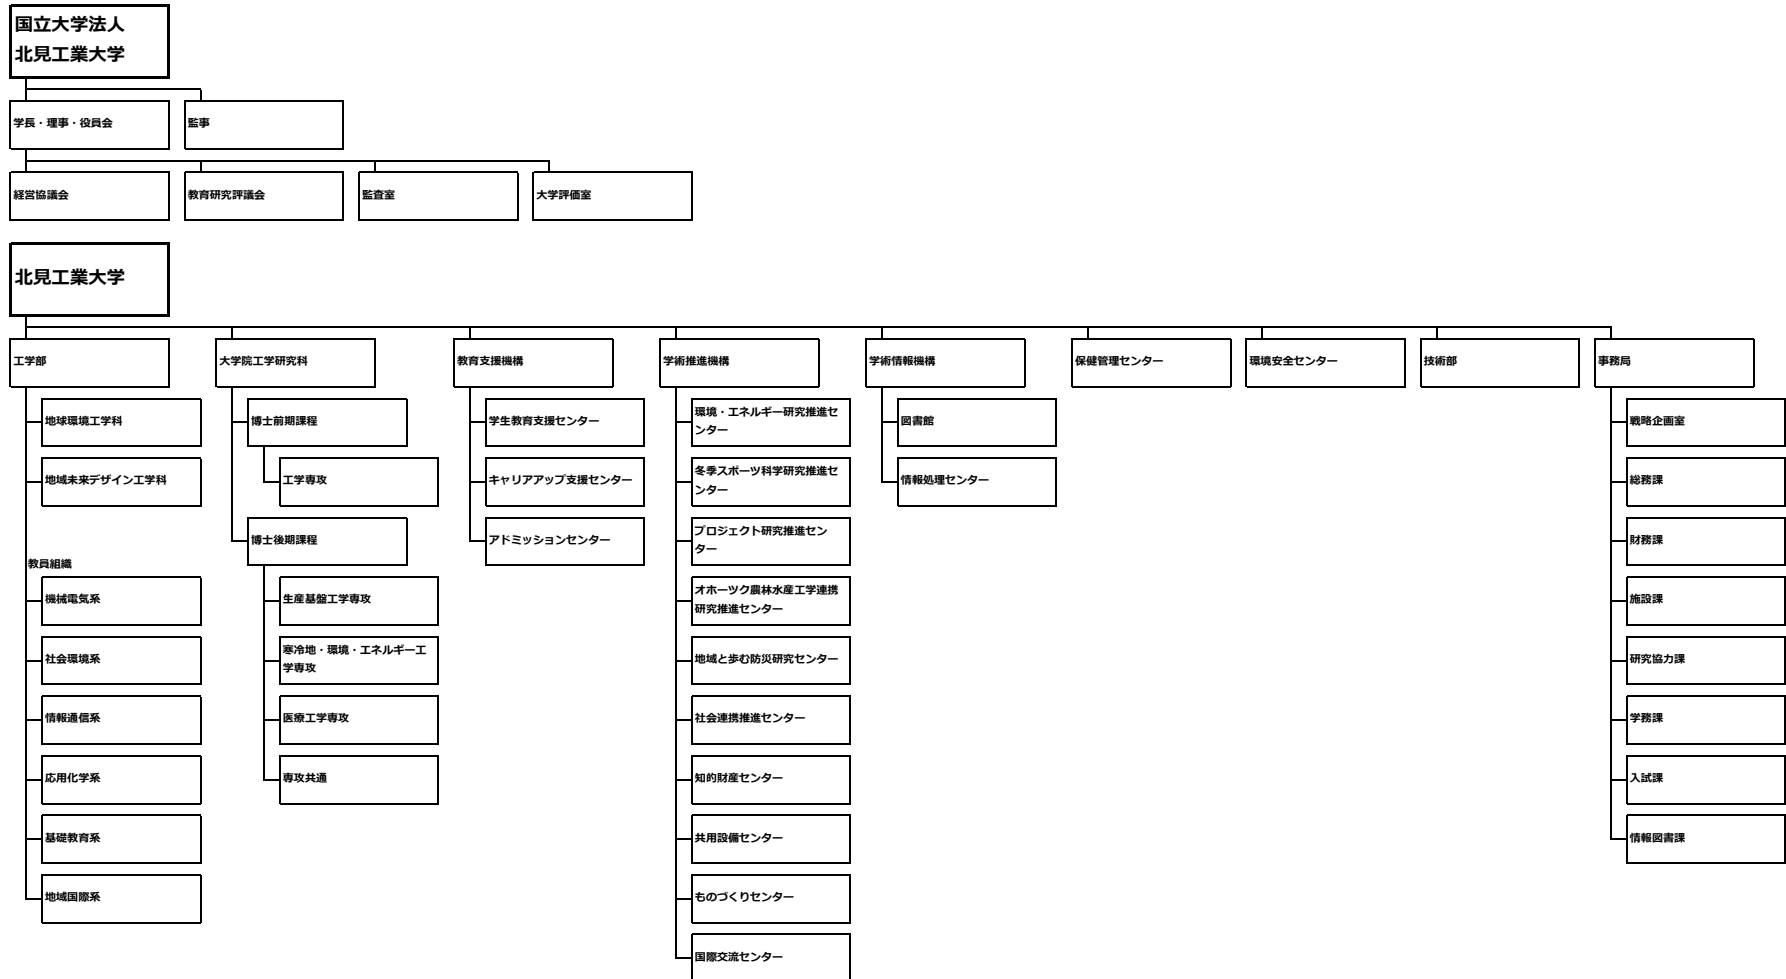 国立大学法人
北見工業大学
学長・理事・役員会
監事
経営協議会
教育研究評議会
監査室
大学評価室
北見工業大学
工学部
地球環境工学科
地域未来デザイン工学科
教員組織
機械電気系
社会環境系
情報通信系
応用化学系
基礎教育系
地域国際系
大学院工学研究科
博士前期課程
工学専攻
博士後期課程
生産基盤工学専攻
寒冷地・環境・エネルギー工
学専攻
医療工学専攻
専攻共通
教育支援機構
学生教育支援センター
キャリアアップ支援センター
アドミッションセンター
学術推進機構
環境・エネルギー研究推進セ
ンター
冬季スポーツ科学研究推進セ
ンター
プロジェクト研究推進セン
ター
オホーツク農林水産工学連携
研究推進センター
地域と歩む防災研究センター
社会連携推進センター
知的財産センター
共用設備センター
ものづくりセンター
国際交流センター
学術情報機構
図書館
情報処理センター
保健管理センター
環境安全センター
技術部
事務局
戦略企画室
総務課
財務課
施設課
研究協力課
学務課
入試課
情報図書課